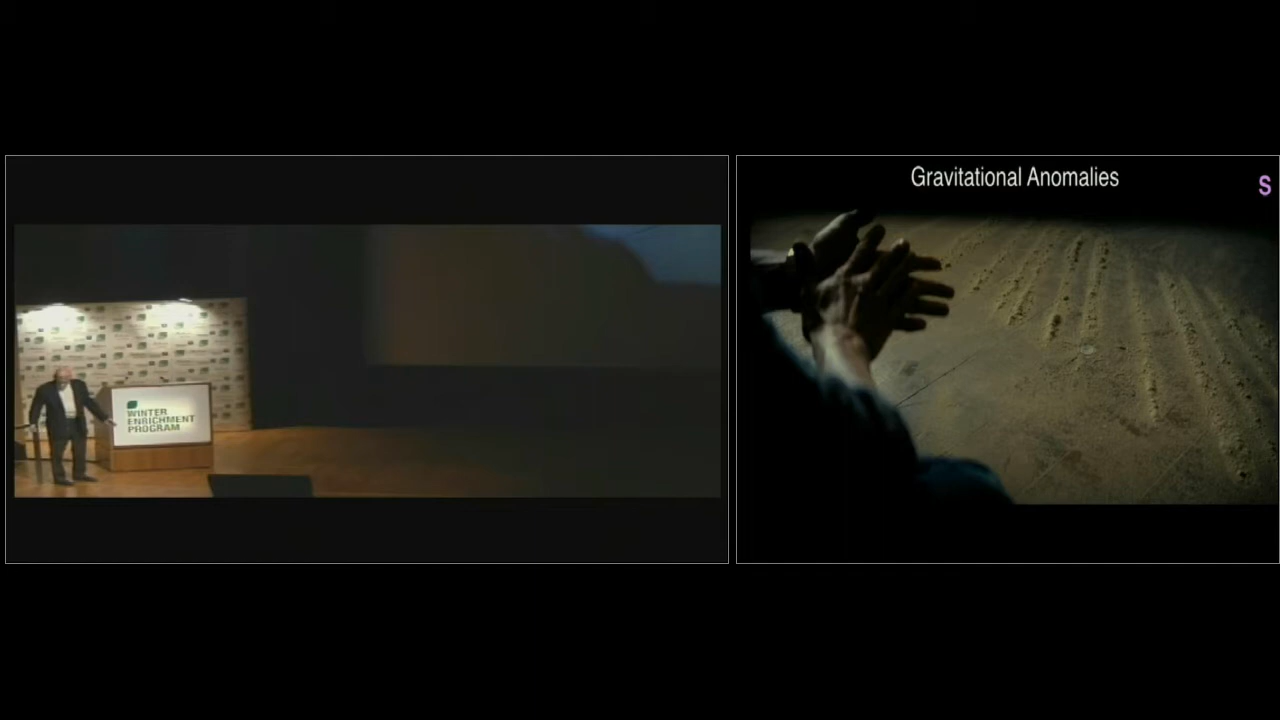 WINTER
ENRICHMENT
PROGRAM
Gravitational Anomalies
S